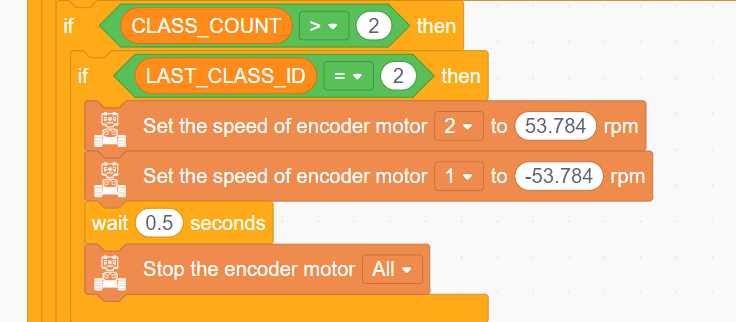 if CLASS_COUNT > 2 then
if LAST_CLASS_ID = 2 then
Set the speed of encoder motor 2 to 53.784 rpm
Set the speed of encoder motor 1 to -53.784 rpm
wait 0.5 seconds
Stop the encoder motor All